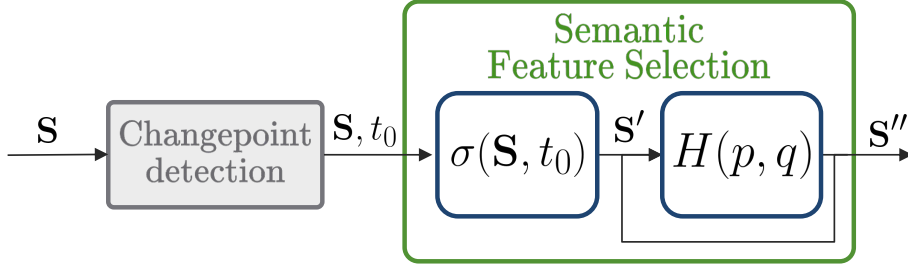 Semantic
Feature Selection
S
Changepoint
detection
S, t₀
σ(S, t₀)
S′
H(p, q)
S″